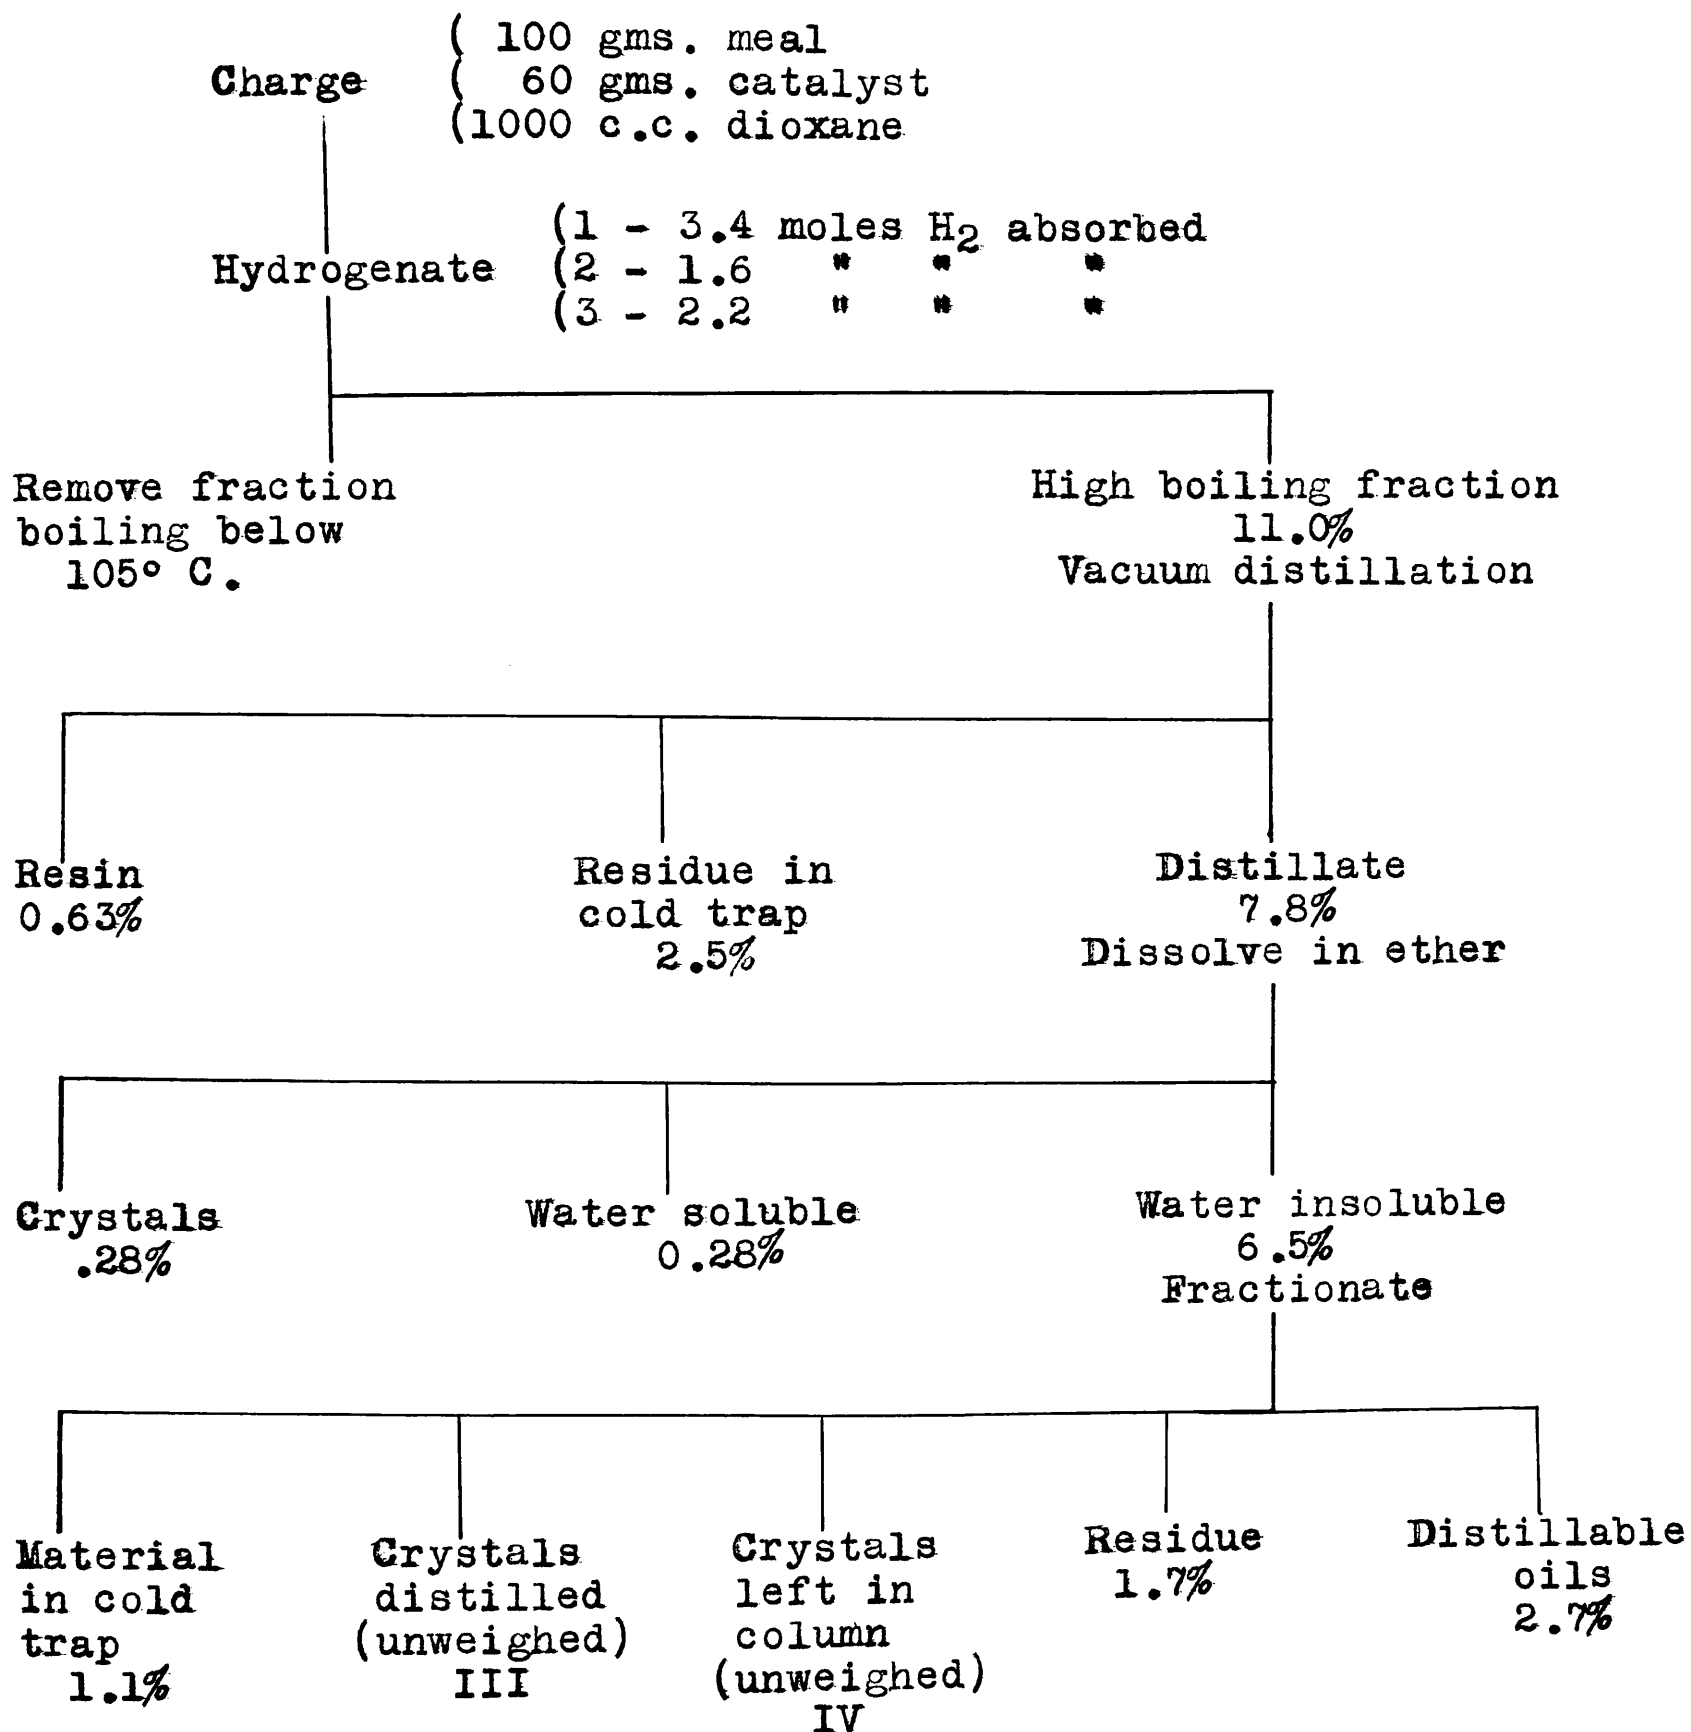 ( 100 gms. meal
Charge ( 60 gms. catalyst
(1000 c.c. dioxane
(1 - 3.4 moles H2 absorbed
Hydrogenate (2 - 1.6 " " "
(3 - 2.2 " " "
Remove fraction
boiling below
105° C.
High boiling fraction
11.0%
Vacuum distillation
Resin
0.63%
Residue in
cold trap
2.5%
Distillate
7.8%
Dissolve in ether
Crystals
.28%
Water soluble
0.28%
Water insoluble
6.5%
Fractionate
Material
in cold
trap
1.1%
Crystals
distilled
(unweighed)
III
Crystals
left in
column
(unweighed)
IV
Residue
1.7%
Distillable
oils
2.7%